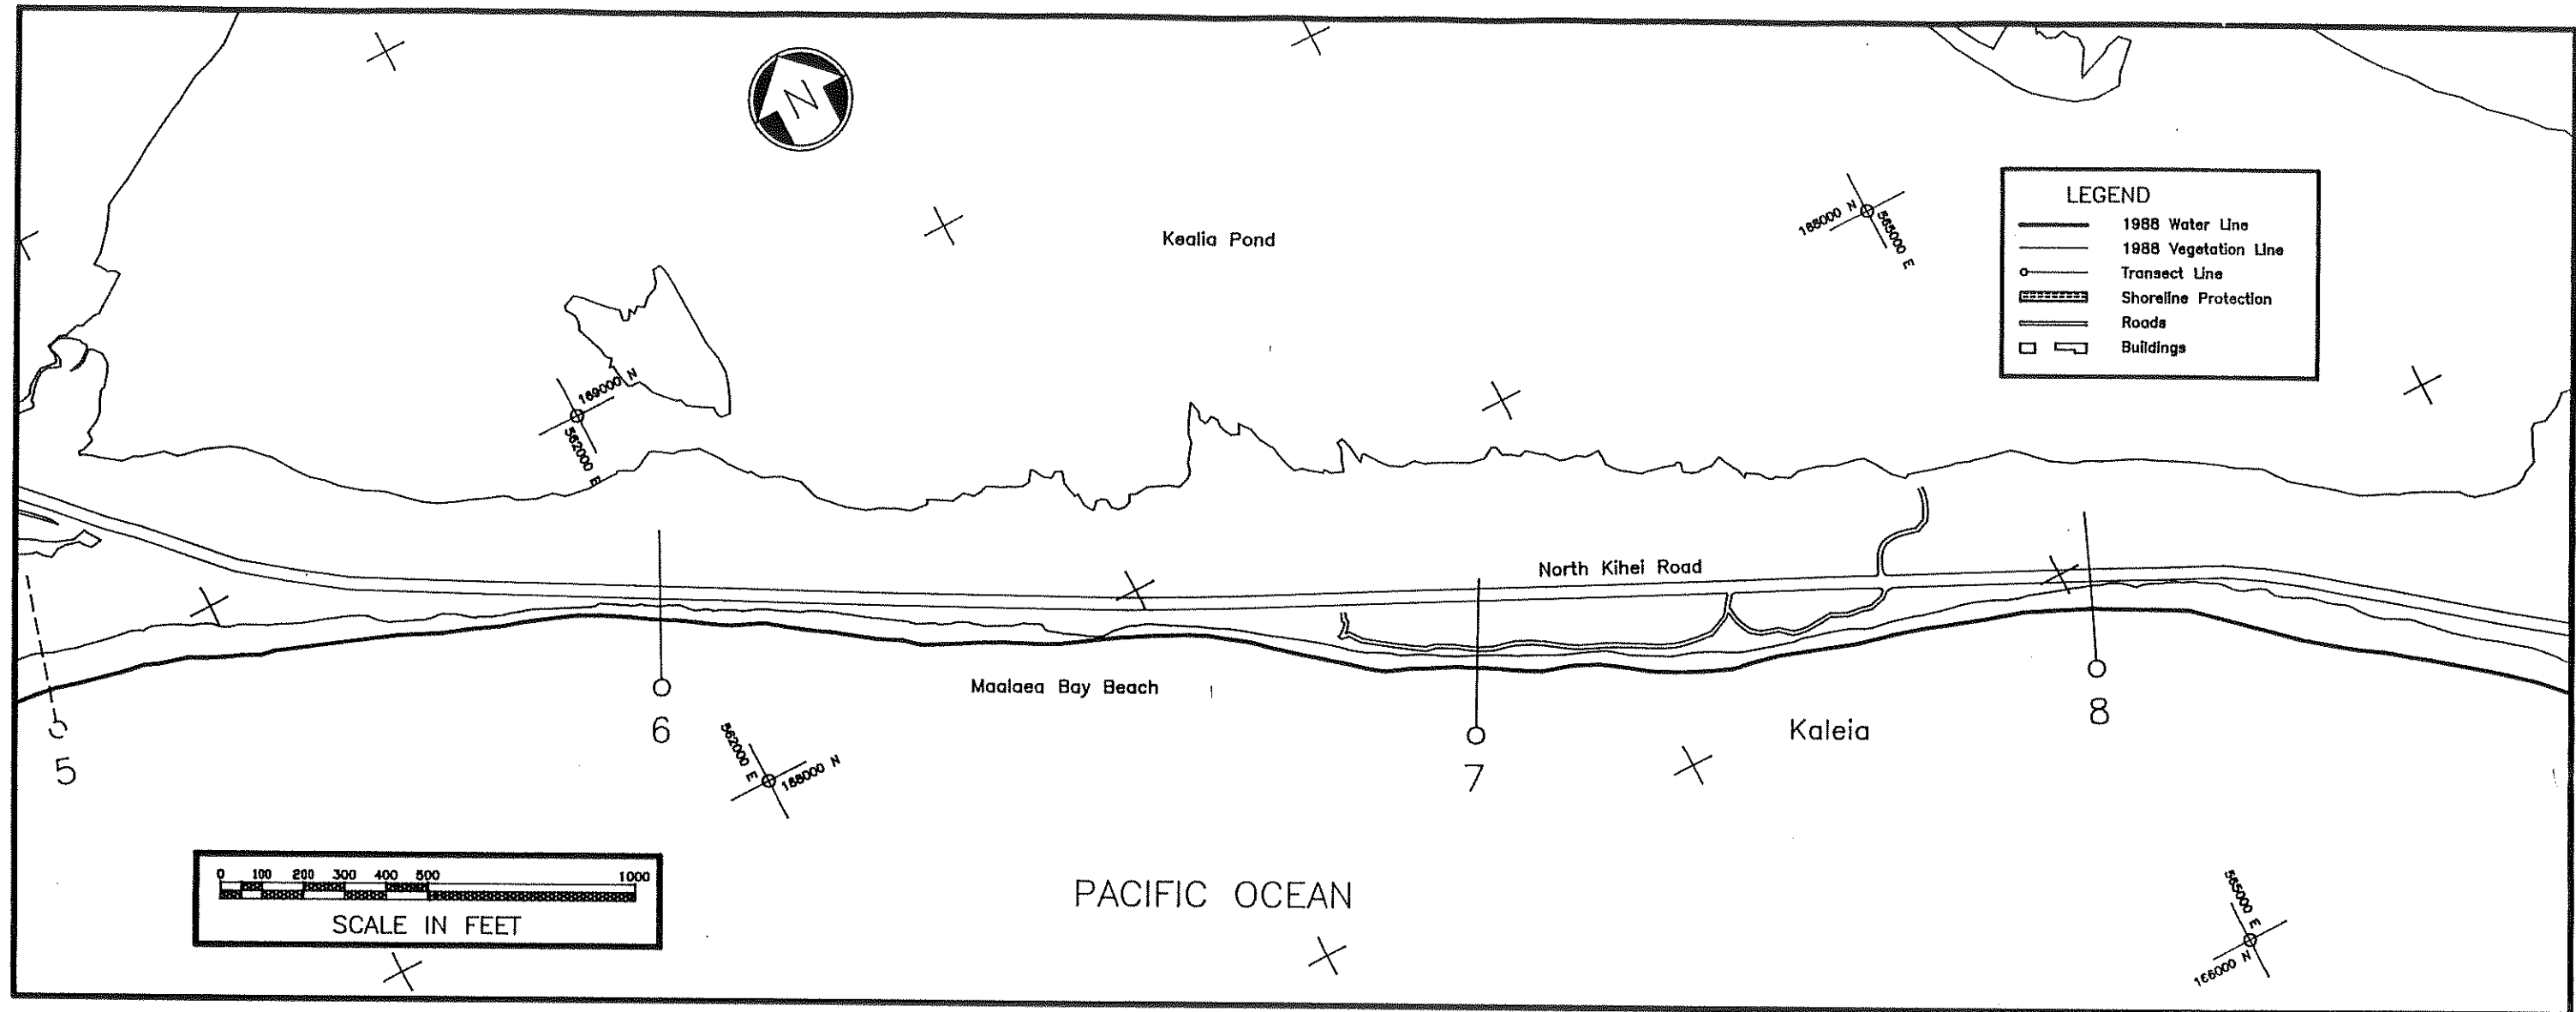 N
Kealia Pond
188000 N
565000 E
LEGEND
1988 Water Line
1988 Vegetation Line
Transect Line
Shoreline Protection
Roads
Buildings
169000 N
562000 E
North Kihei Road
Maalaea Bay Beach
5
6
7
8
Kaleia
562000 E
168000 N
0 100 200 300 400 500 1000
SCALE IN FEET
PACIFIC OCEAN
565000 E
166000 N